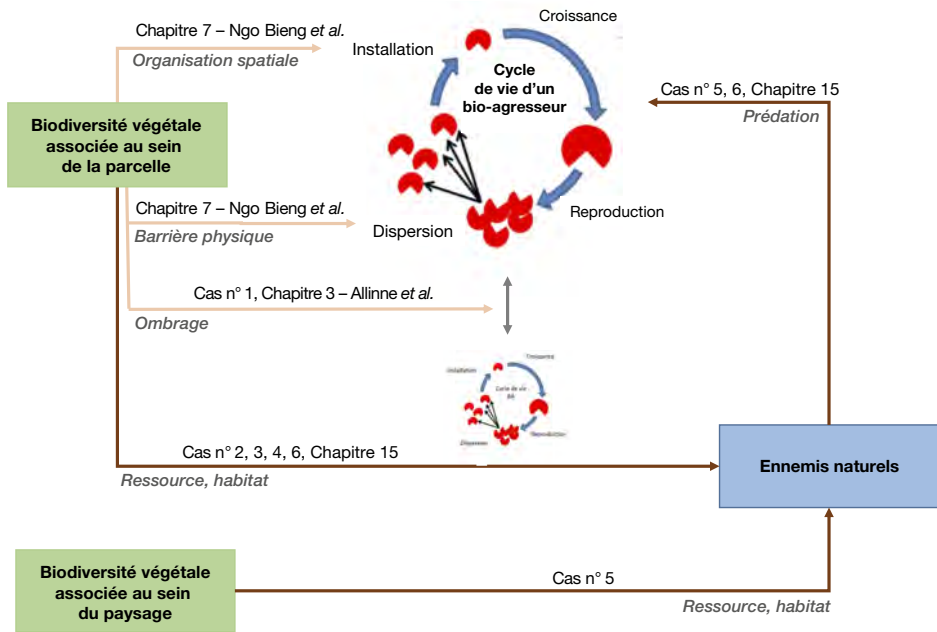 Croissance
Chapitre 7 – Ngo Bieng et al.
Installation
Organisation spatiale
Cycle
de vie d'un
bio-agresseur
Cas n° 5, 6, Chapitre 15
Prédation
Biodiversité végétale
associée au sein
de la parcelle
Chapitre 7 – Ngo Bieng et al.
Reproduction
Dispersion
Barrière physique
Cas n° 1, Chapitre 3 – Allinne et al.
Ombrage
Installation
Cycle de vie
Reproduction
Dispersion
Cas n° 2, 3, 4, 6, Chapitre 15
Ressource, habitat
Ennemis naturels
Biodiversité végétale
associée au sein
du paysage
Cas n° 5
Ressource, habitat